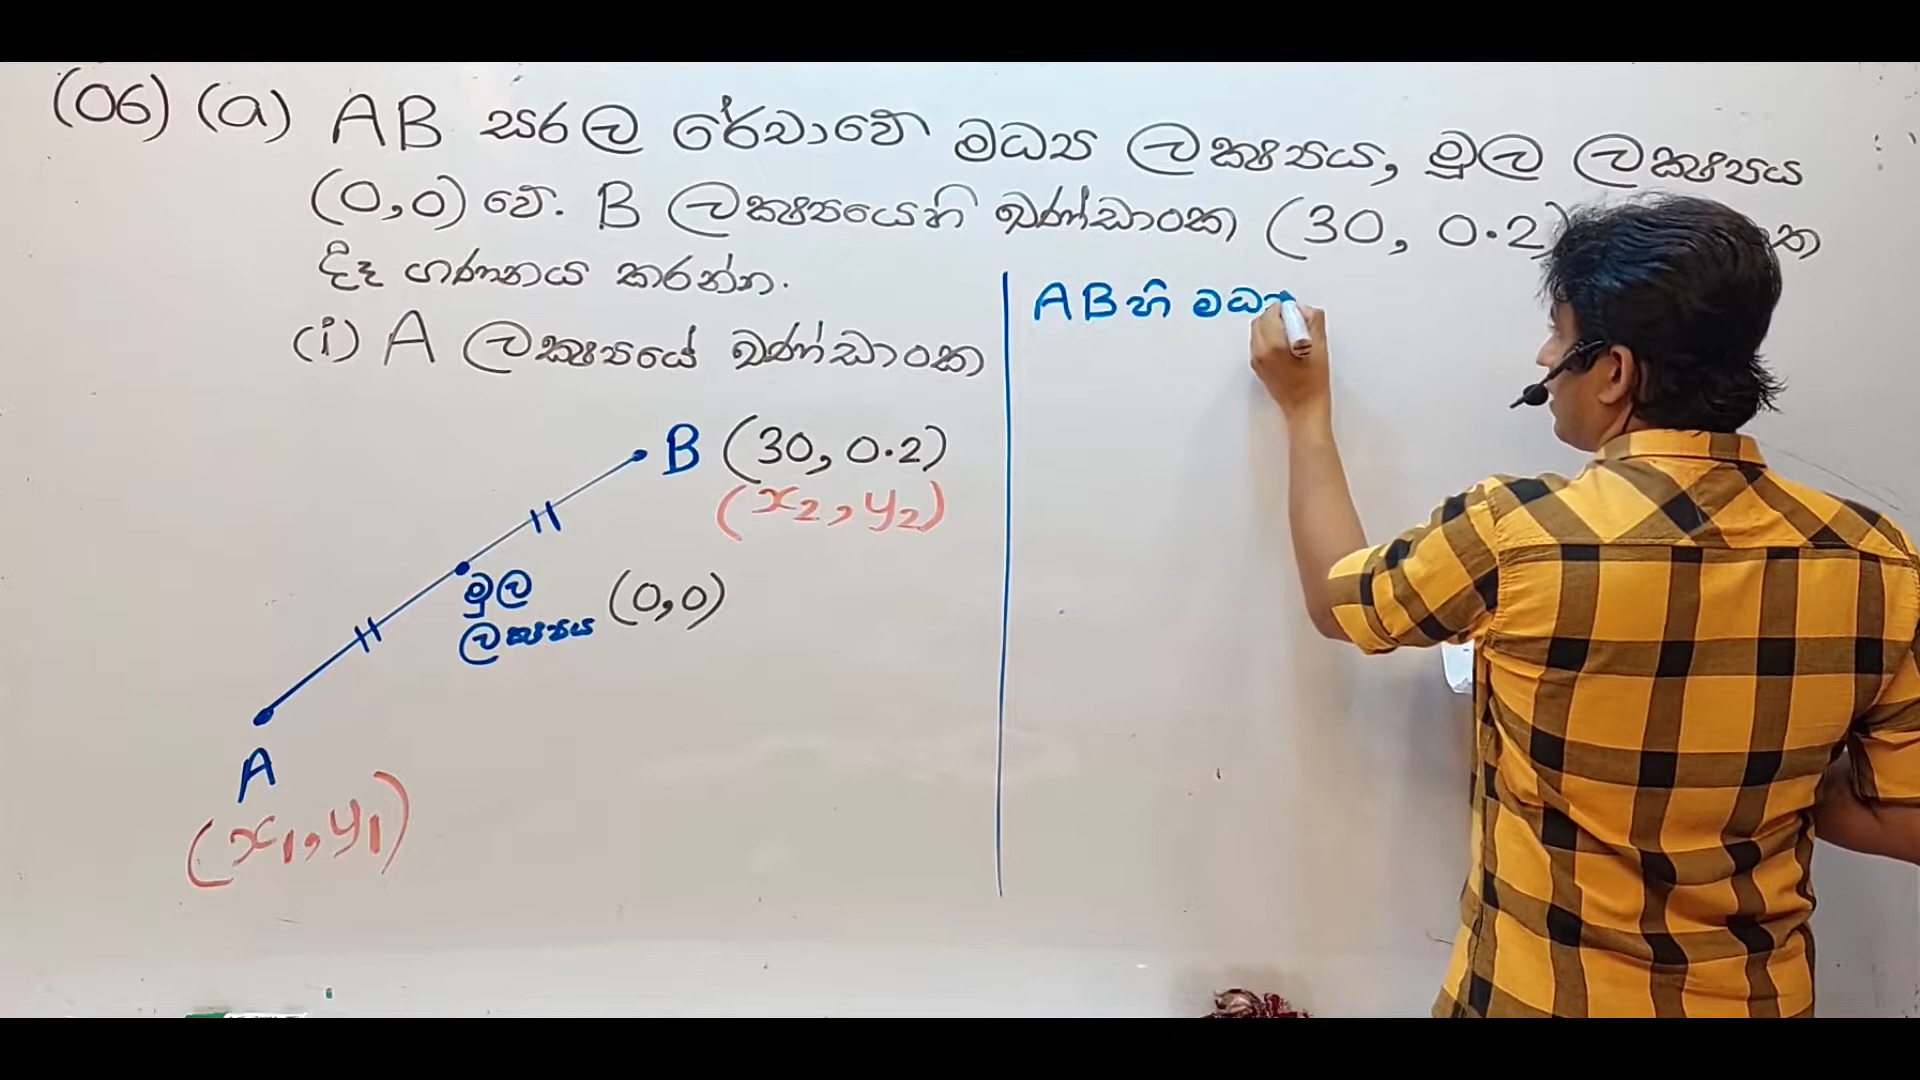 (06) (a) AB සරල රේඛාවේ මධ්‍ය ලක්ෂ්‍යය, මූල ලක්ෂ්‍යය
(0,0) වේ. B ලක්ෂ්‍යයෙහි ඛණ්ඩාංක (30, 0.2)
දිද ගණනය කරන්න.
(i) A ලක්ෂ්‍යයේ ඛණ්ඩාංක
AB හි මධ්‍ය
B (30, 0.2)
(x₂, y₂)
මූල
ලක්ෂ්‍යය (0,0)
A
(x₁, y₁)